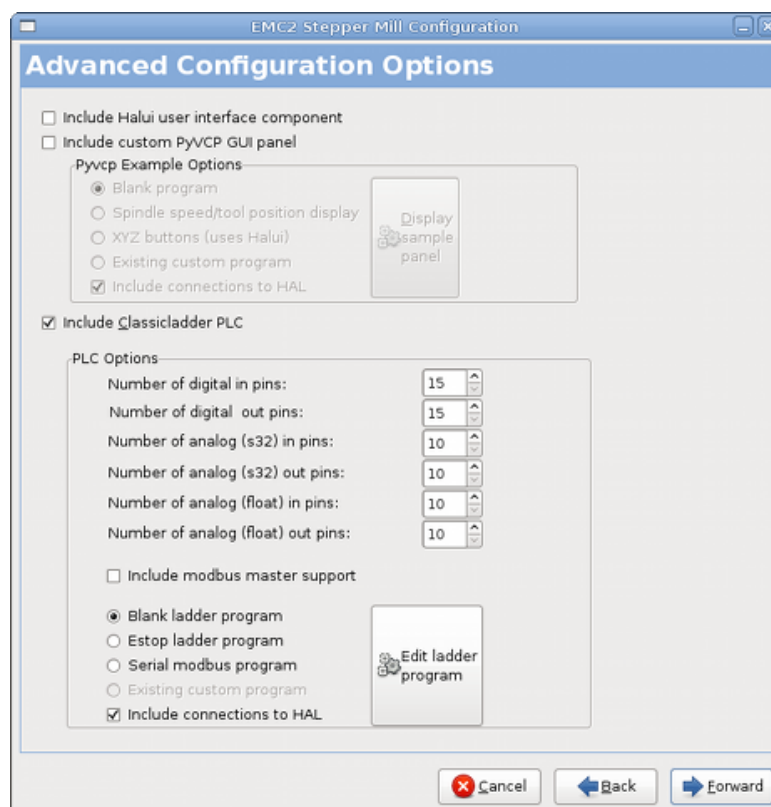 EMC2 Stepper Mill Configuration
Advanced Configuration Options
Include Halui user interface component
Include custom PyVCP GUI panel
Pyvcp Example Options
Blank program
Spindle speed/tool position display
XYZ buttons (uses Halui)
Existing custom program
Include connections to HAL
Display
sample
panel
Include Classicladder PLC
PLC Options
Number of digital in pins: 15
Number of digital out pins: 15
Number of analog (s32) in pins: 10
Number of analog (s32) out pins: 10
Number of analog (float) in pins: 10
Number of analog (float) out pins: 10
Include modbus master support
Blank ladder program
Estop ladder program
Serial modbus program
Existing custom program
Include connections to HAL
Edit ladder
program
Cancel Back Forward